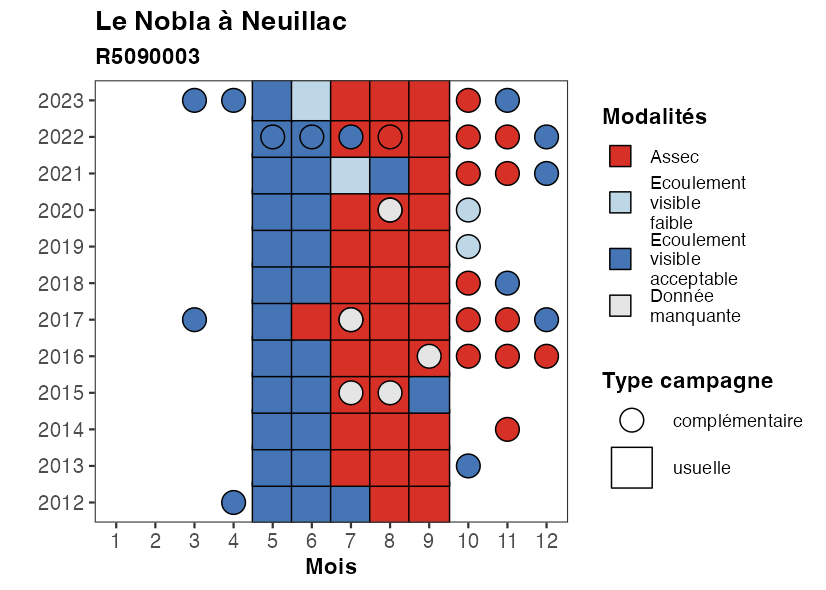 Le Nobla à Neuillac
R5090003
2023
2022
2021
2020
2019
2018
2017
2016
2015
2014
2013
2012
1 2 3 4 5 6 7 8 9 10 11 12
Mois
Modalités
Assec
Ecoulement
visible
faible
Ecoulement
visible
acceptable
Donnée
manquante
Type campagne
complémentaire
usuelle